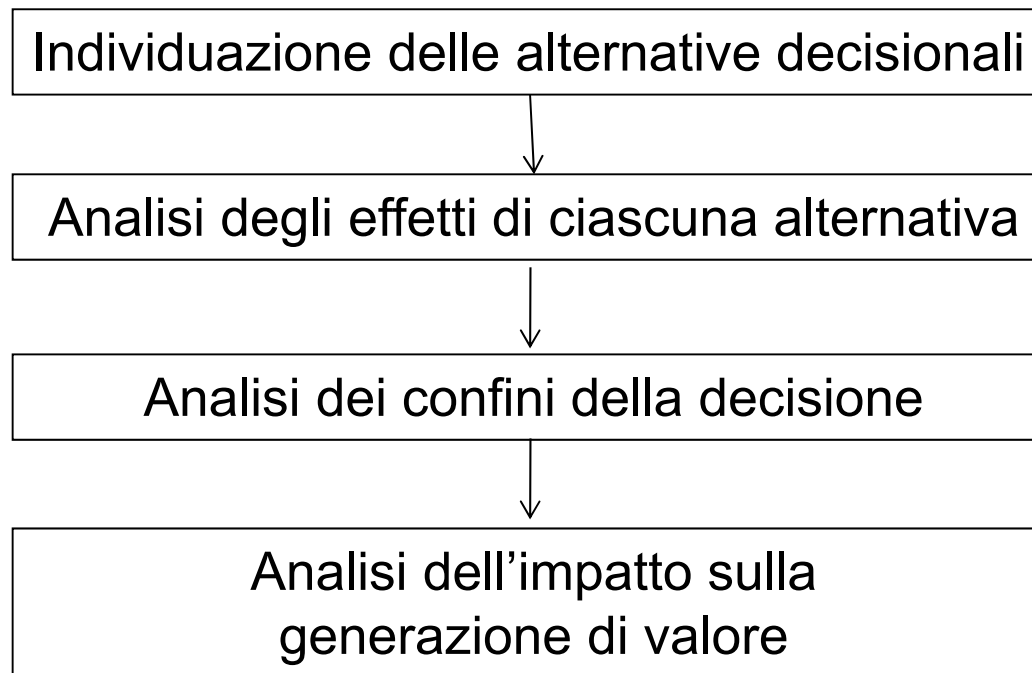 Individuazione delle alternative decisionali
Analisi degli effetti di ciascuna alternativa
Analisi dei confini della decisione
Analisi dell’impatto sulla
generazione di valore